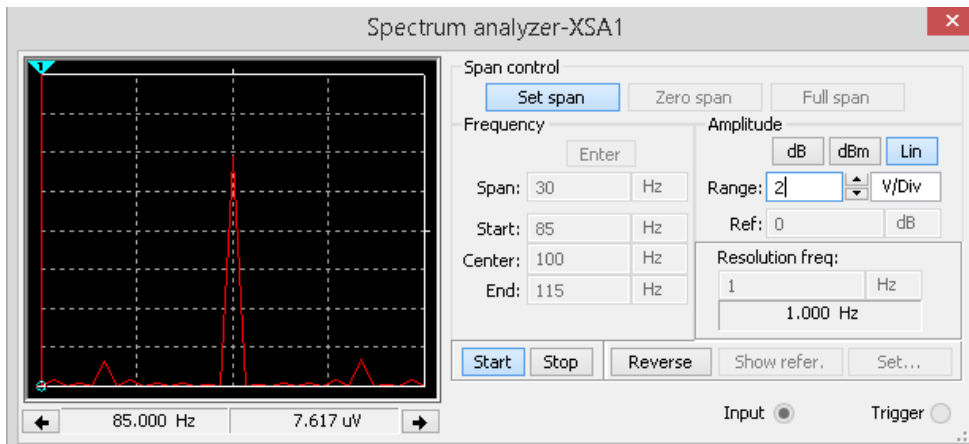 Spectrum analyzer-XSA1
×
1
Span control
Set span Zero span Full span
Frequency
Enter
Span: 30 Hz
Start: 85 Hz
Center: 100 Hz
End: 115 Hz
Amplitude
dB dBm Lin
Range: 2 V/Div
Ref: 0 dB
Resolution freq:
1 Hz
1.000 Hz
Start Stop Reverse Show refer. Set...
85.000 Hz 7.617 uV
Input Trigger